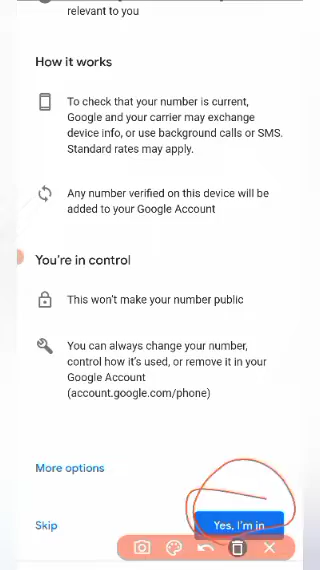 relevant to you
How it works
To check that your number is current,
Google and your carrier may exchange
device info, or use background calls or SMS.
Standard rates may apply.
Any number verified on this device will be
added to your Google Account
You're in control
This won't make your number public
You can always change your number,
control how it's used, or remove it in your
Google Account
(account.google.com/phone)
More options
Skip
Yes, I'm in